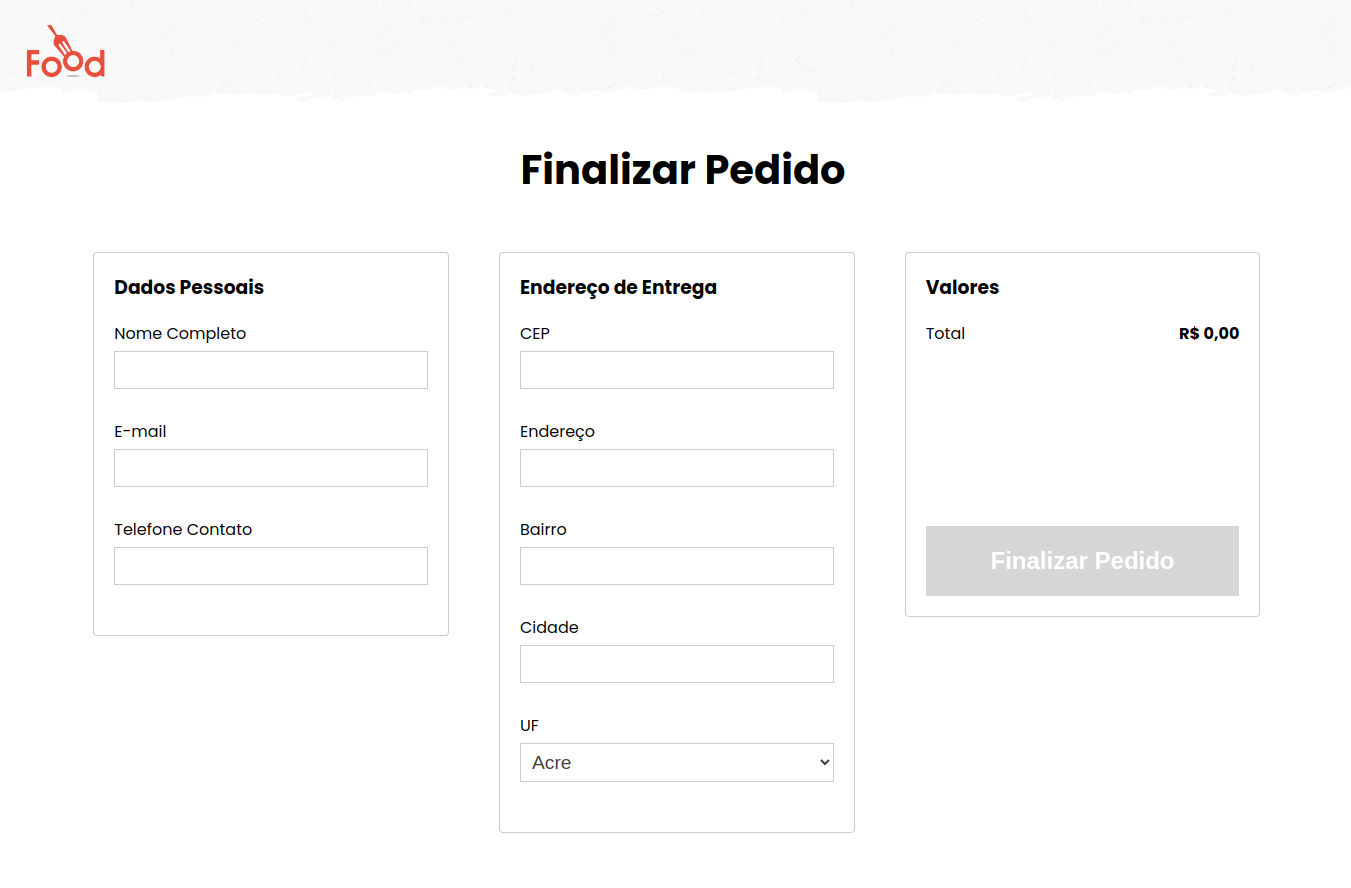 Food
Finalizar Pedido
Dados Pessoais
Nome Completo
E-mail
Telefone Contato
Endereço de Entrega
CEP
Endereço
Bairro
Cidade
UF
Acre
Valores
Total R$ 0,00
Finalizar Pedido